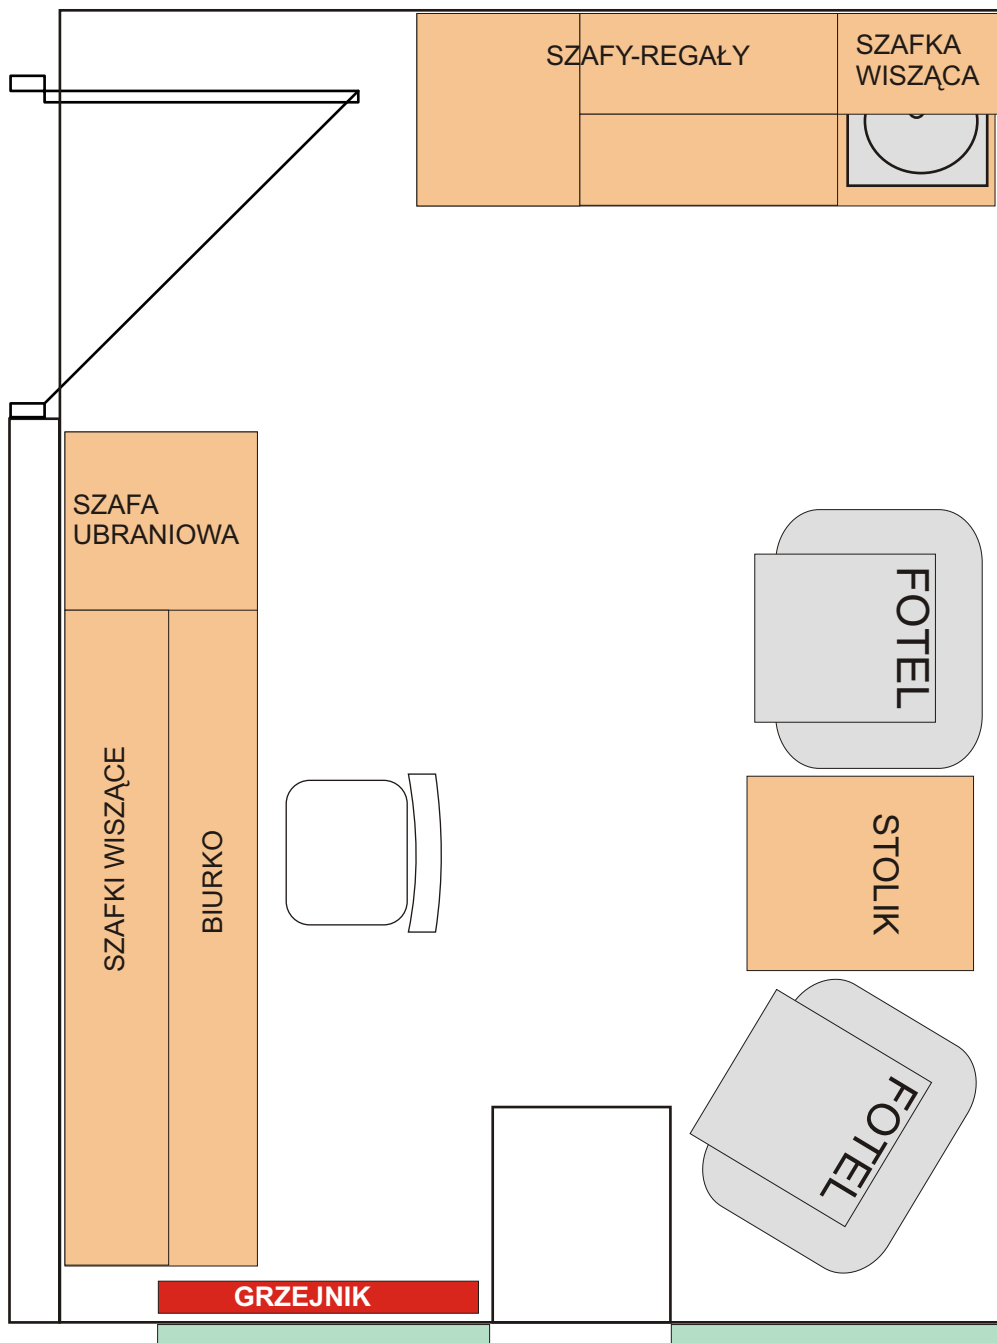 SZAFY-REGAŁY
SZAFKA
WISZĄCA
SZAFA
UBRANIOWA
FOTEL
SZAFKI WISZĄCE
BIURKO
STOLIK
FOTEL
GRZEJNIK